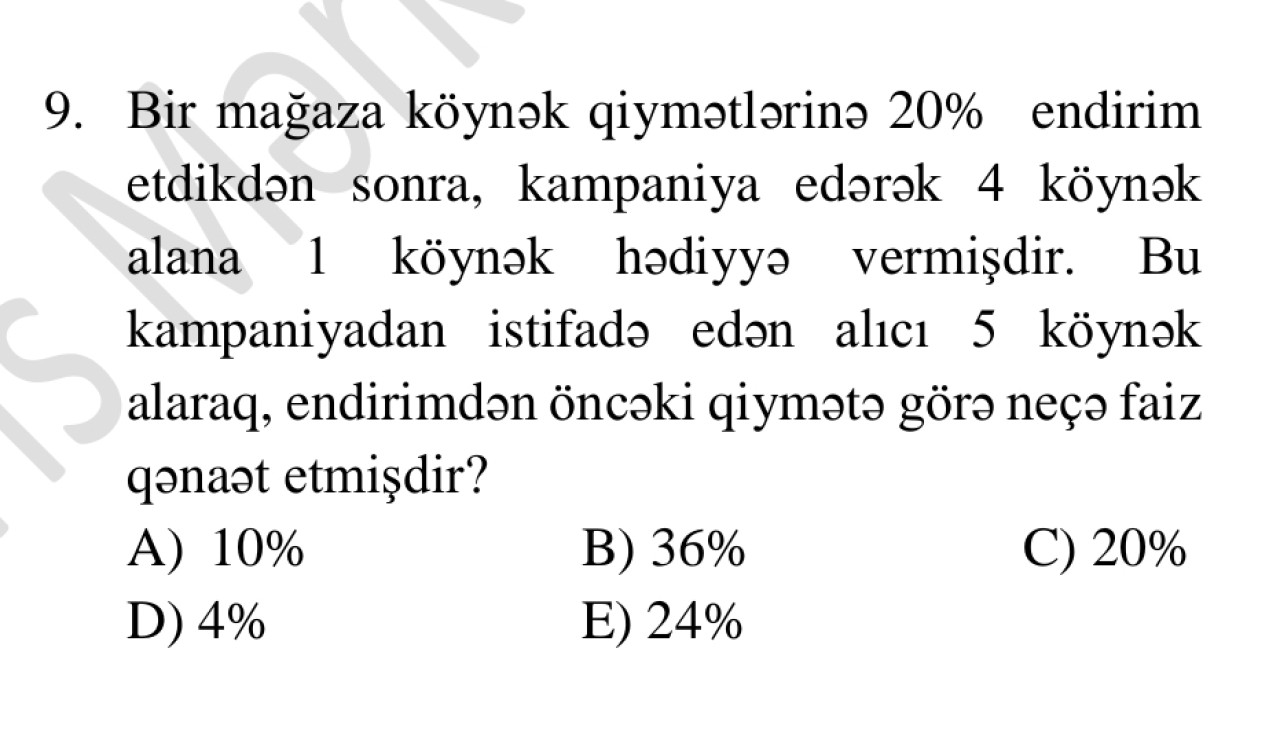 9. Bir mağaza köynək qiymətlərinə 20% endirim
etdikdən sonra, kampaniya edərək 4 köynək
alana 1 köynək hədiyyə vermişdir. Bu
kampaniyadan istifadə edən alıcı 5 köynək
alaraq, endirimdən öncəki qiymətə görə neçə faiz
qənaət etmişdir?
A) 10% B) 36% C) 20%
D) 4% E) 24%